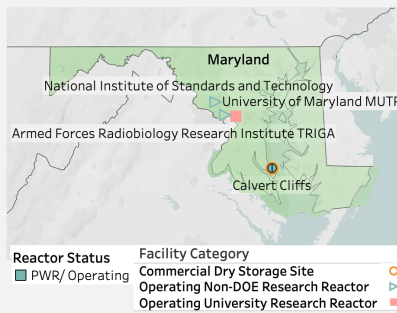 Maryland
National Institute of Standards and Technology
University of Maryland MUTR
Armed Forces Radiobiology Research Institute TRIGA
Calvert Cliffs
Reactor Status
PWR/ Operating
Facility Category
Commercial Dry Storage Site
Operating Non-DOE Research Reactor
Operating University Research Reactor